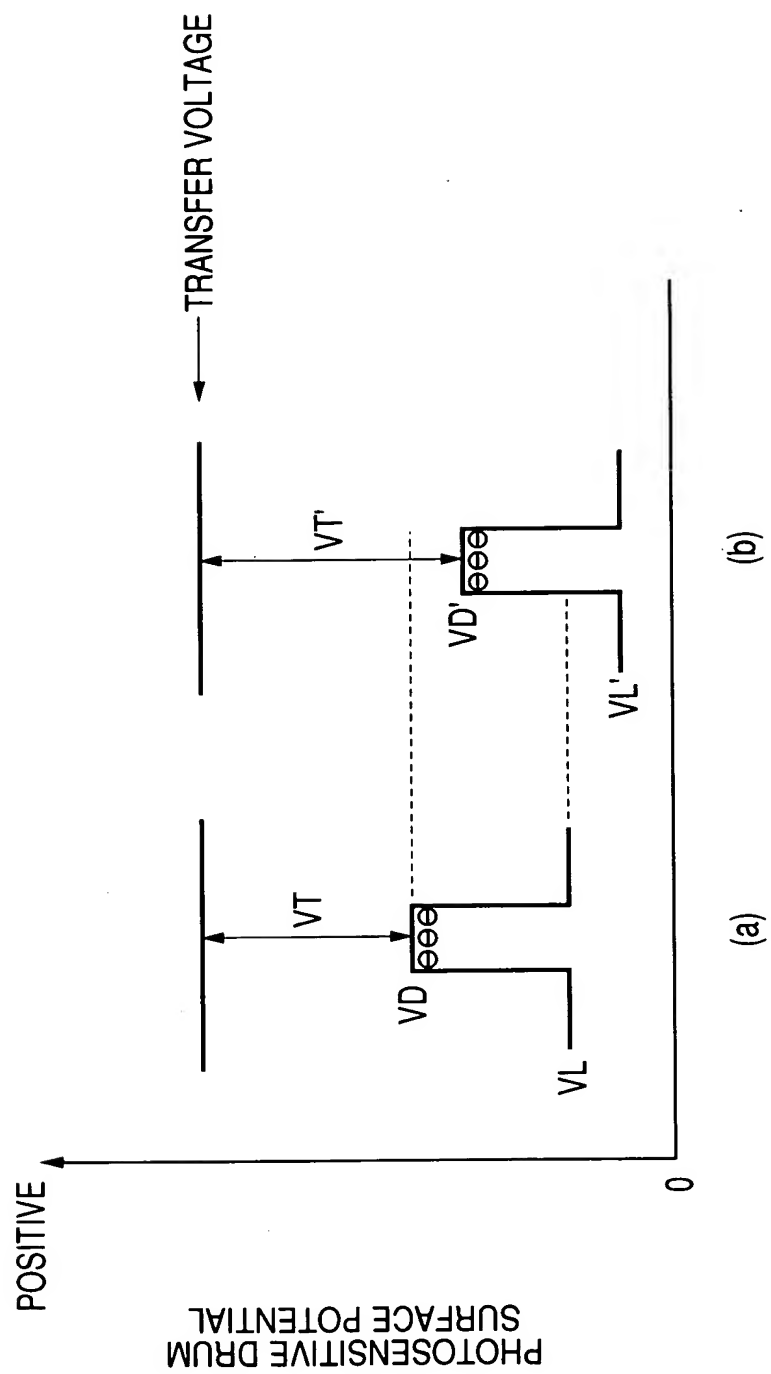 POSITIVE
PHOTOSENSITIVE DRUM
SURFACE POTENTIAL
TRANSFER VOLTAGE
VT
VT'
VD
VD'
VL
VL'
0
(a)
(b)